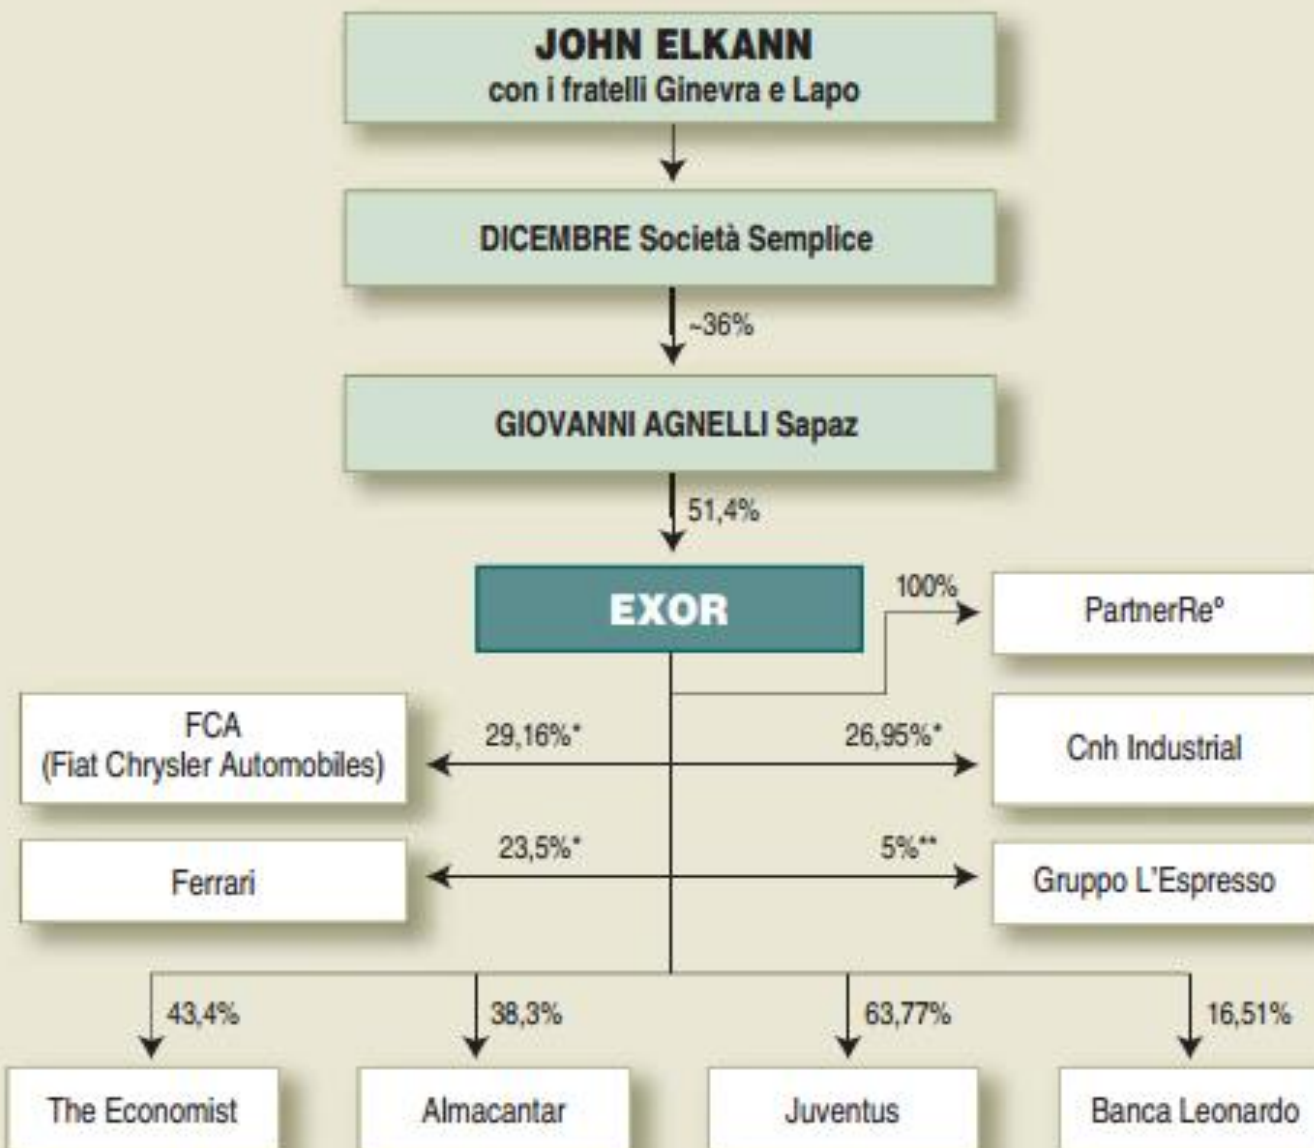 JOHN ELKANN
con i fratelli Ginevra e Lapo
DICEMBRE Società Semplice
~36%
GIOVANNI AGNELLI Sapaz
51,4%
EXOR
100%
PartnerRe°
FCA
(Fiat Chrysler Automobiles)
29,16%*
26,95%*
Cnh Industrial
Ferrari
23,5%*
5%**
Gruppo L'Espresso
43,4%
38,3%
63,77%
16,51%
The Economist
Almacantar
Juventus
Banca Leonardo